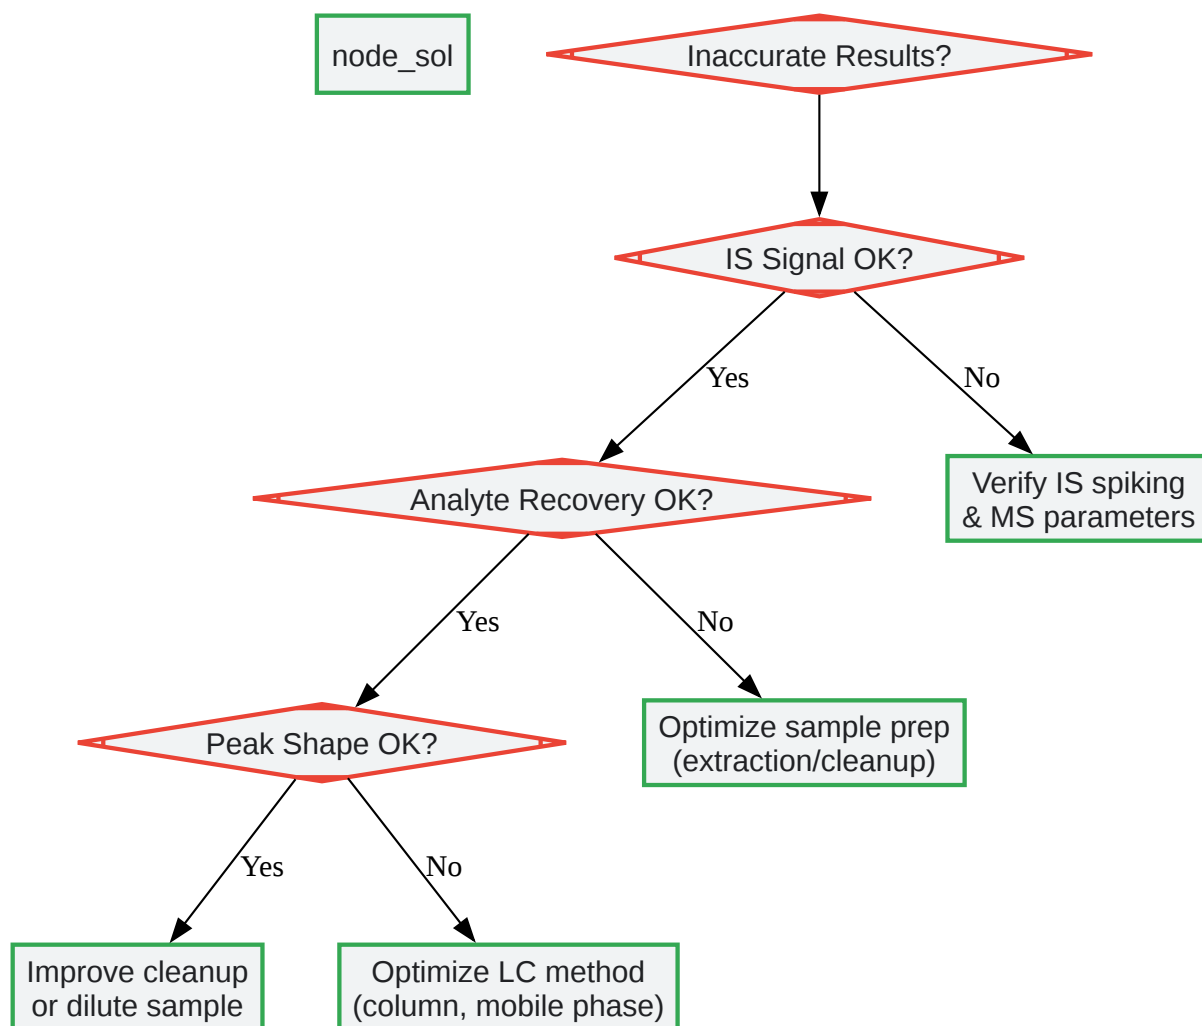 node_sol
Inaccurate Results?
IS Signal OK?
Yes
No
Analyte Recovery OK?
Verify IS spiking
& MS parameters
Yes
No
Peak Shape OK?
Optimize sample prep
(extraction/cleanup)
Yes
No
Improve cleanup
or dilute sample
Optimize LC method
(column, mobile phase)